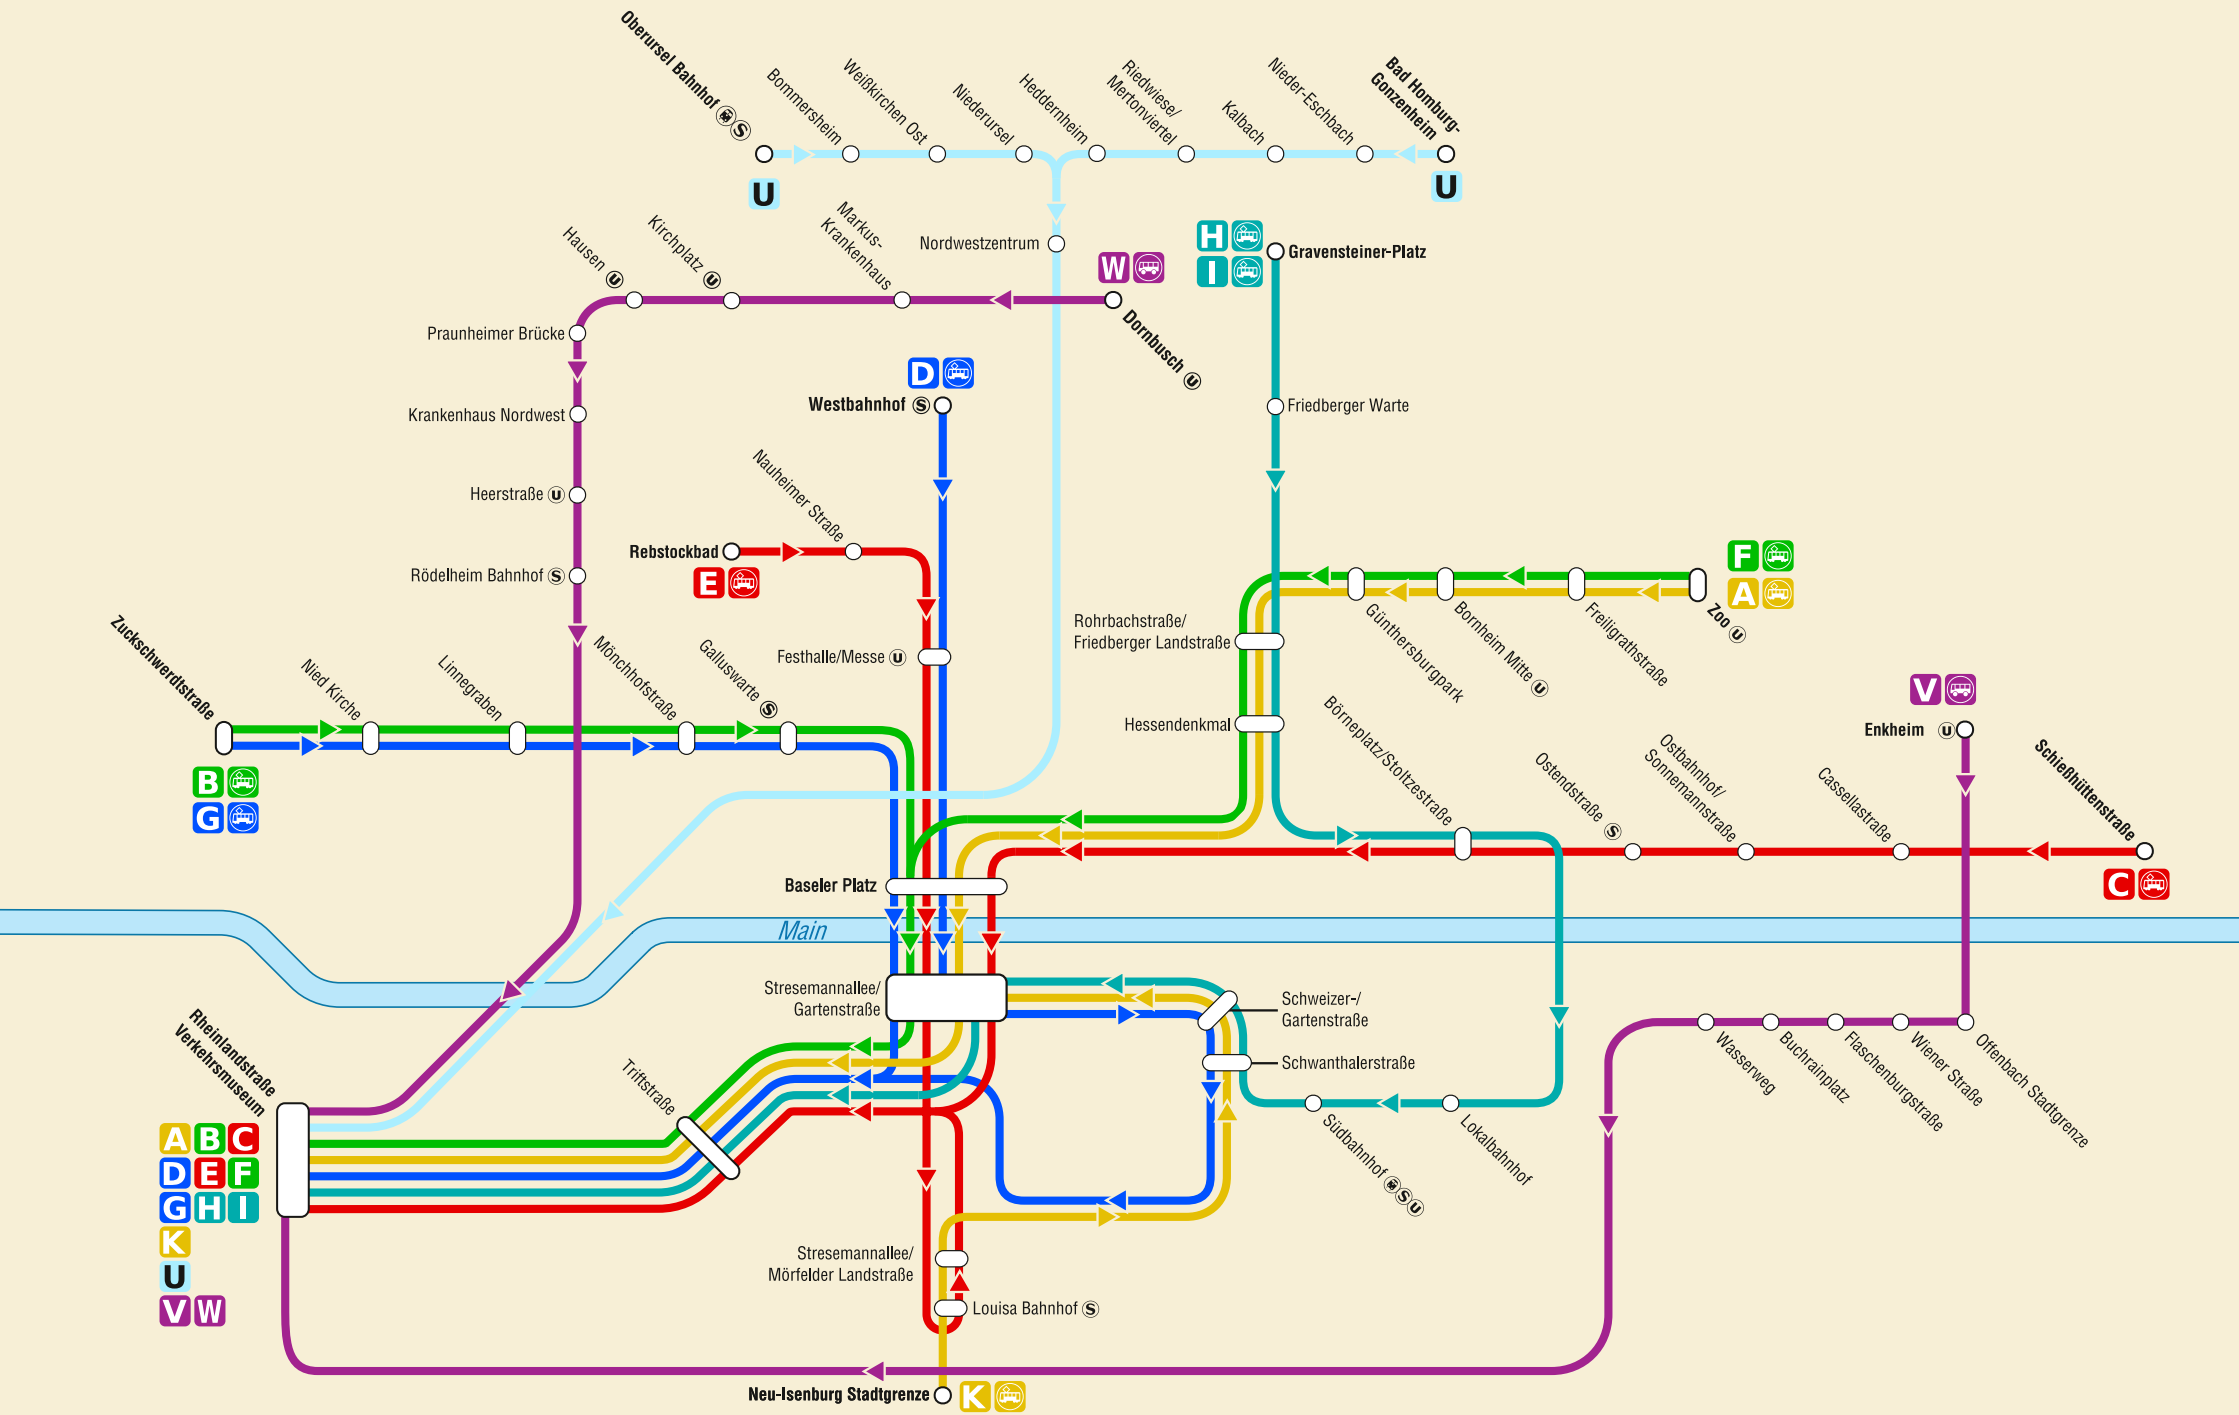 Oberursel Bahnhof S
Bommersheim
Weißkirchen Ost
Niederursel
Heddernheim
Riedwiese/
Mertonviertel
Kalbach
Nieder-Eschbach
Bad Homburg-
Gonzenheim
U
U
Nordwestzentrum
Hausen U
Kirchplatz U
Markus-
Krankenhaus
W
Dornbusch U
H
I
Gravensteiner-Platz
Praunheimer Brücke
Krankenhaus Nordwest
Heerstraße U
Rödelheim Bahnhof S
D
Westbahnhof S
Friedberger Warte
Nauheimer Straße
Rebstockbad
E
Festhalle/Messe U
F
A
Zoo U
Freiligrathstraße
Bornheim Mitte U
Günthersburgpark
Rohrbachstraße/
Friedberger Landstraße
Hessendenkmal
Zuckschwerdtstraße
Nied Kirche
Linnegraben
Mönchhofstraße
Galluswarte S
B
G
Börneplatz/Stoltzestraße
Ostendstraße S
Ostbahnhof/
Sonnemannstraße
Cassellastraße
Schießhüttenstraße
C
V
Enkheim U
Baseler Platz
Main
Stresemannallee/
Gartenstraße
Schweizer-/
Gartenstraße
Schwanthalerstraße
Südbahnhof S U
Lokalbahnhof
Wasserweg
Buchrainplatz
Flaschenburgstraße
Wiener Straße
Offenbach Stadtgrenze
Rheinlandstraße
Verkehrsmuseum
Triftstraße
A B C
D E F
G H I
K
U
V W
Stresemannallee/
Mörfelder Landstraße
Louisa Bahnhof S
Neu-Isenburg Stadtgrenze K